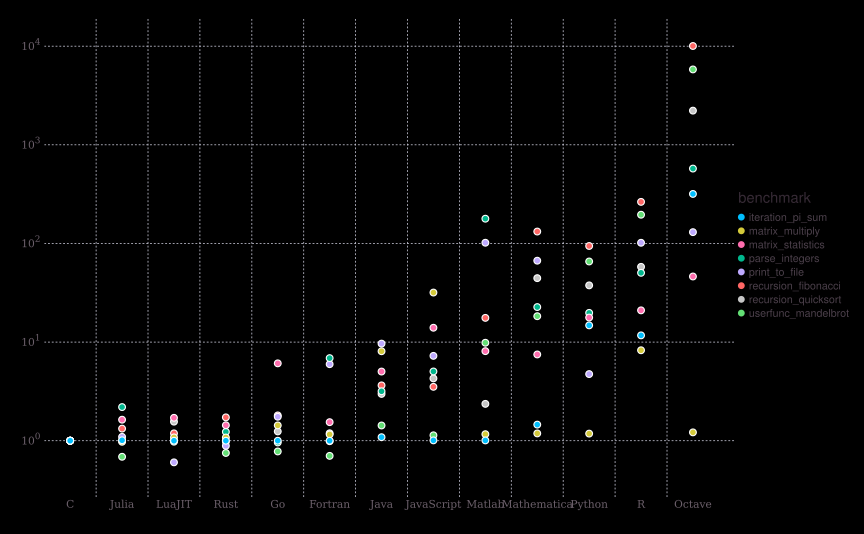 10^4
10^3
10^2
10^1
10^0
C Julia LuaJIT Rust Go Fortran Java JavaScript Matlab Mathematica Python R Octave
benchmark
iteration_pi_sum
matrix_multiply
matrix_statistics
parse_integers
print_to_file
recursion_fibonacci
recursion_quicksort
userfunc_mandelbrot